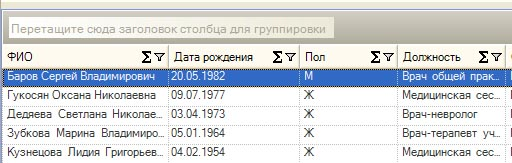 Перетащите сюда заголовок столбца для группировки
ФИО Σ Дата рождения Σ Пол Σ Должность Σ
Баров Сергей Владимирович 20.05.1982 М Врач общей прак...
Гукосян Оксана Николаевна 09.07.1977 Ж Медицинская сес...
Дедяева Светлана Николае... 03.04.1973 Ж Врач-невролог
Зубкова Марина Владимиро... 05.01.1964 Ж Врач-терапевт уч...
Кузнецова Лидия Григорьев... 04.02.1954 Ж Медицинская сес...